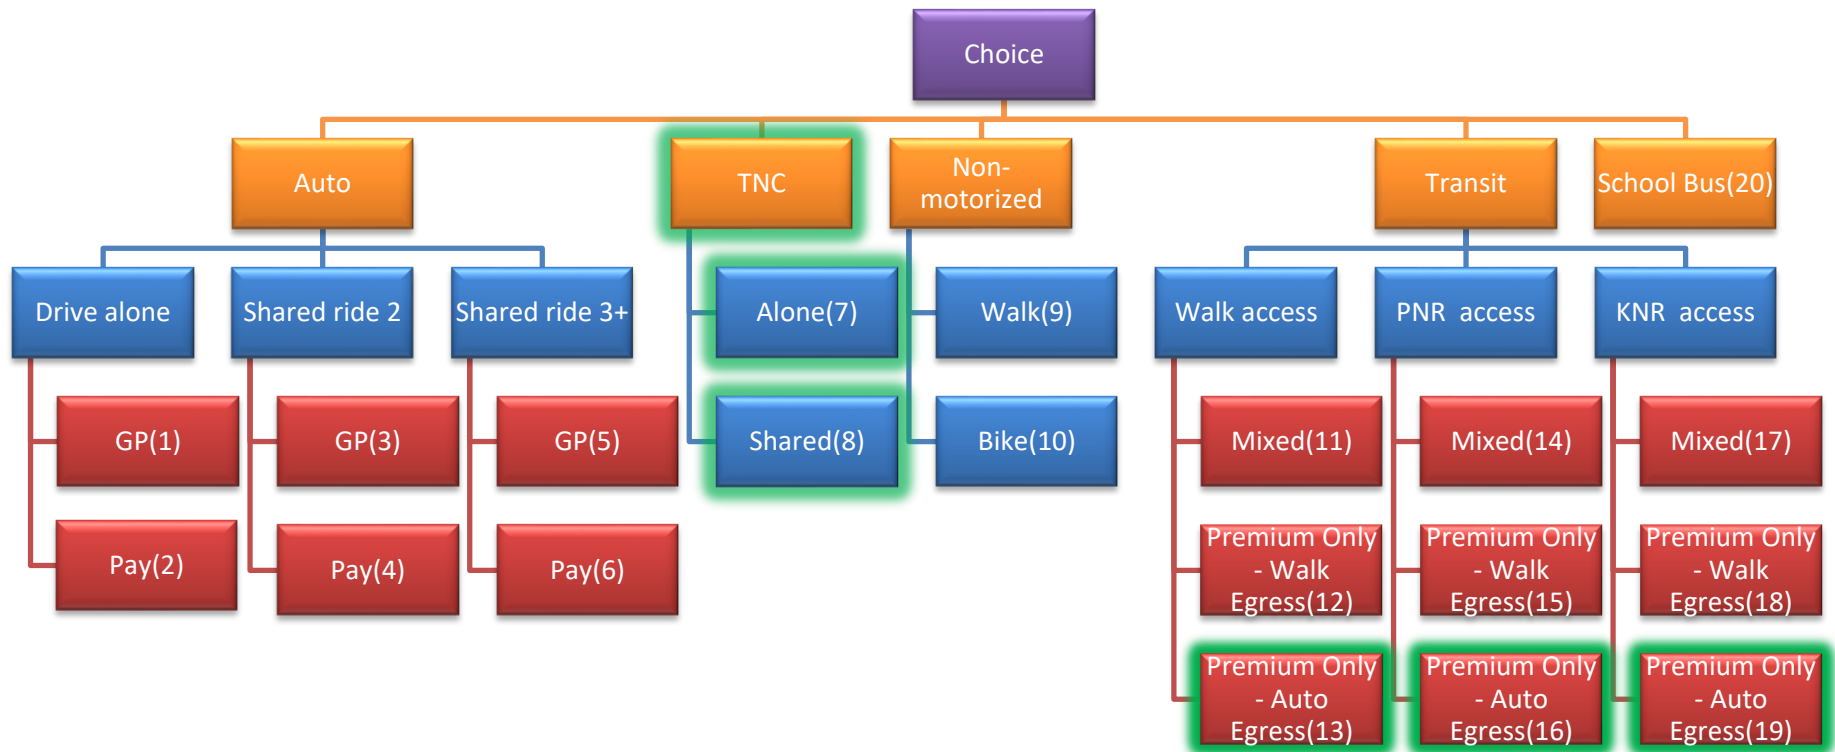 Choice
Auto
TNC
Non-
motorized
Transit
School Bus(20)
Drive alone
Shared ride 2
Shared ride 3+
Alone(7)
Walk(9)
Walk access
PNR  access
KNR  access
GP(1)
GP(3)
GP(5)
Shared(8)
Bike(10)
Mixed(11)
Mixed(14)
Mixed(17)
Pay(2)
Pay(4)
Pay(6)
Premium Only
- Walk
Egress(12)
Premium Only
- Walk
Egress(15)
Premium Only
- Walk
Egress(18)
Premium Only
- Auto
Egress(13)
Premium Only
- Auto
Egress(16)
Premium Only
- Auto
Egress(19)